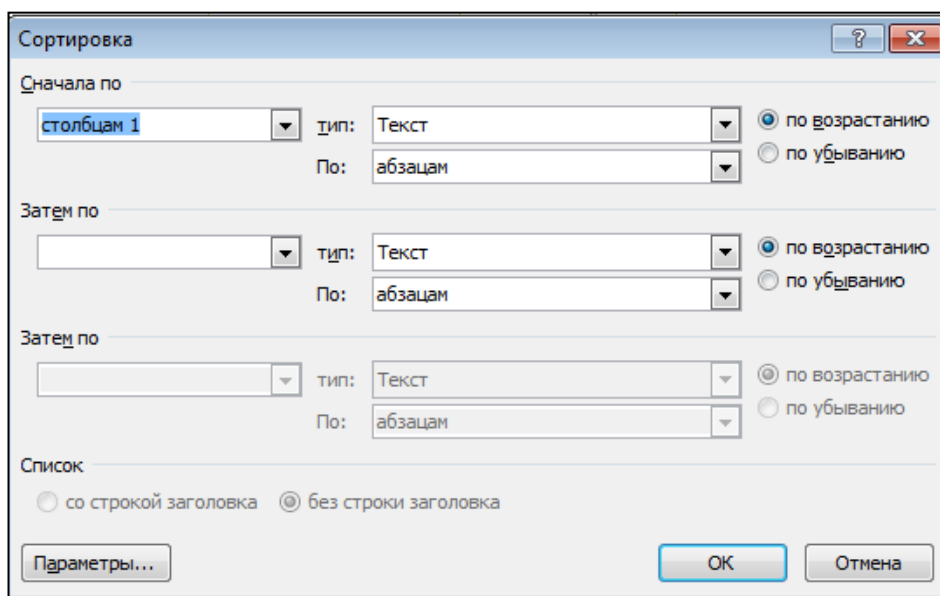 Сортировка
Сначала по
столбцам 1 тип: Текст по возрастанию
По: абзацам по убыванию
Затем по
тип: Текст по возрастанию
По: абзацам по убыванию
Затем по
тип: Текст по возрастанию
По: абзацам по убыванию
Список
со строкой заголовка без строки заголовка
Параметры... ОК Отмена